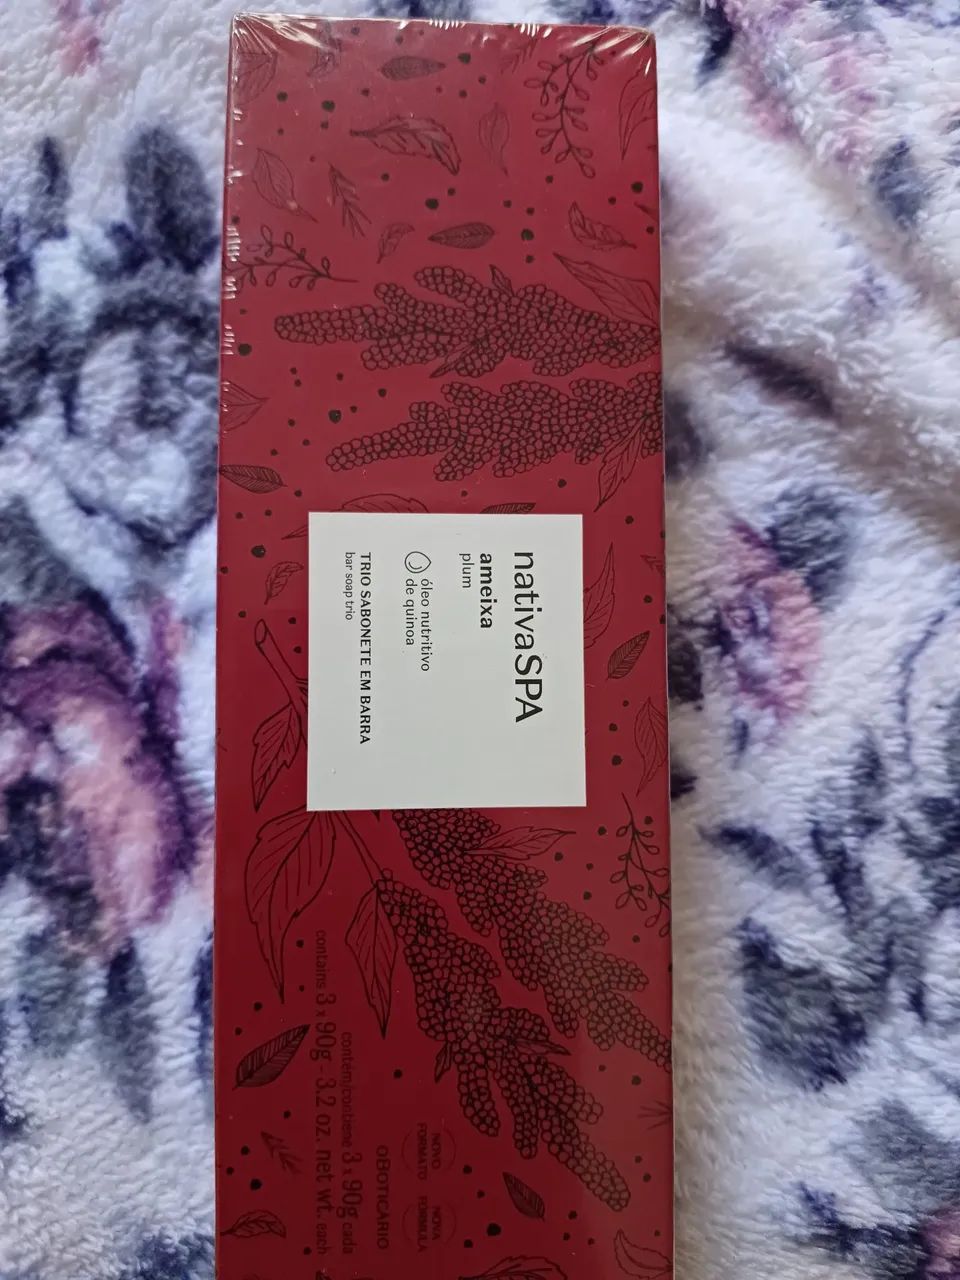 nativaSPA
ameixa
plum
óleo nutritivo
de quinoa
TRIO SABONETE EM BARRA
bar soap trio
NOVO
FORMATO
NOVA
FÓRMULA
oBOTICÁRIO
contém/contiene 3 x 90g cada
contains 3 x 90g - 3.2 oz. net wt. each